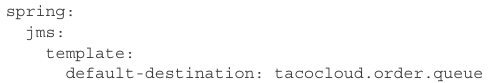 spring:
  jms:
    template:
      default-destination: tacocloud.order.queue